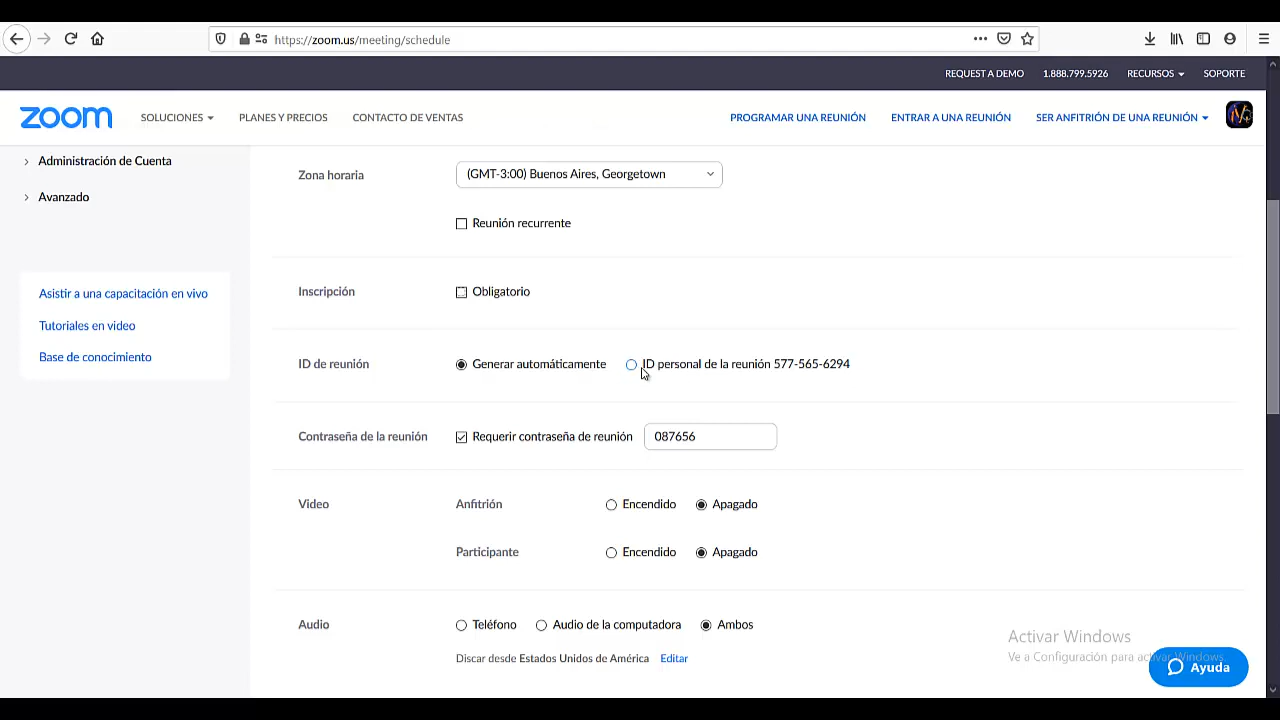 https://zoom.us/meeting/schedule
REQUEST A DEMO 1.888.799.5926 RECURSOS SOPORTE
zoom SOLUCIONES PLANES Y PRECIOS CONTACTO DE VENTAS PROGRAMAR UNA REUNIÓN ENTRAR A UNA REUNIÓN SER ANFITRIÓN DE UNA REUNIÓN
Administración de Cuenta
Avanzado
Asistir a una capacitación en vivo
Tutoriales en video
Base de conocimiento
Zona horaria (GMT-3:00) Buenos Aires, Georgetown
Reunión recurrente
Inscripción Obligatorio
ID de reunión Generar automáticamente ID personal de la reunión 577-565-6294
Contraseña de la reunión Requerir contraseña de reunión 087656
Video Anfitrión Encendido Apagado
Participante Encendido Apagado
Audio Teléfono Audio de la computadora Ambos
Discar desde Estados Unidos de América Editar
Activar Windows
Ve a Configuración para activar Windows.
Ayuda